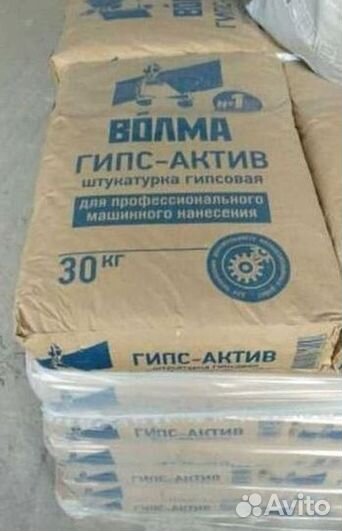 №1
ВОЛМА
ГИПС-АКТИВ
штукатурка гипсовая
для профессионального
машинного нанесения
30 кг
ГИПС-АКТИВ
штукатурка гипсовая
ГИПС-АКТИВ
ГИПС-АКТИВ
Avito